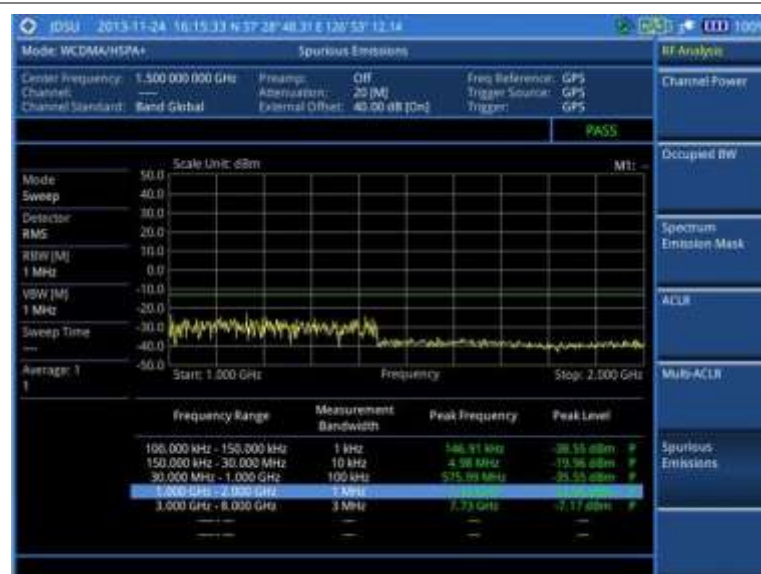 JDSU 2013-11-24 16:15:33 N 37° 28' 48.31 E 126° 53' 12.14 100%
Mode: WCDMA/HSPA+ Spurious Emissions RF Analysis
Center Frequency: 1.500 000 000 GHz Preamp: Off Freq Reference: GPS
Channel: ---- Attenuation: 20 [M] Trigger Source: GPS
Channel Standard: Band Global External Offset: 40.00 dB [On] Trigger: GPS
Channel Power
PASS
Scale Unit: dBm M1: --
Occupied BW
Mode
Sweep
Detector
RMS
RBW [M]
1 MHz
VBW [M]
1 MHz
Sweep Time
----
Average: 1
1
50.0
40.0
30.0
20.0
10.0
0.0
-10.0
-20.0
-30.0
-40.0
-50.0
Start: 1.000 GHz Frequency Stop: 2.000 GHz
Spectrum
Emission Mask
ACLR
Multi-ACLR
Spurious
Emissions
Frequency Range Measurement Bandwidth Peak Frequency Peak Level
100.000 kHz - 150.000 kHz 1 kHz 146.91 kHz -38.55 dBm P
150.000 kHz - 30.000 MHz 10 kHz 4.98 MHz -19.96 dBm P
30.000 MHz - 1.000 GHz 100 kHz 575.99 MHz -35.55 dBm P
1.000 GHz - 2.000 GHz 1 MHz
3.000 GHz - 8.000 GHz 3 MHz 7.73 GHz -7.17 dBm P